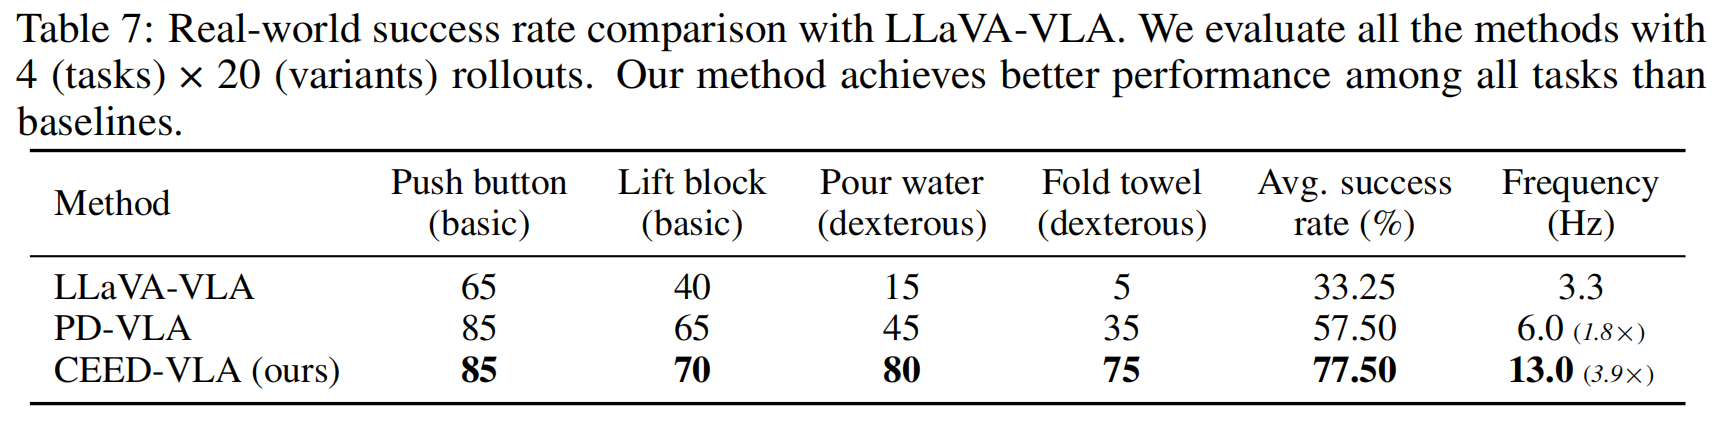 Table 7: Real-world success rate comparison with LLaVA-VLA. We evaluate all the methods with
4 (tasks) × 20 (variants) rollouts. Our method achieves better performance among all tasks than
baselines.
Method Push button (basic) Lift block (basic) Pour water (dexterous) Fold towel (dexterous) Avg. success rate (%) Frequency (Hz)
LLaVA-VLA 65 40 15 5 33.25 3.3
PD-VLA 85 65 45 35 57.50 6.0 (1.8×)
CEED-VLA (ours) 85 70 80 75 77.50 13.0 (3.9×)